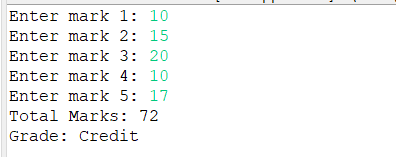 Enter mark 1: 10
Enter mark 2: 15
Enter mark 3: 20
Enter mark 4: 10
Enter mark 5: 17
Total Marks: 72
Grade: Credit